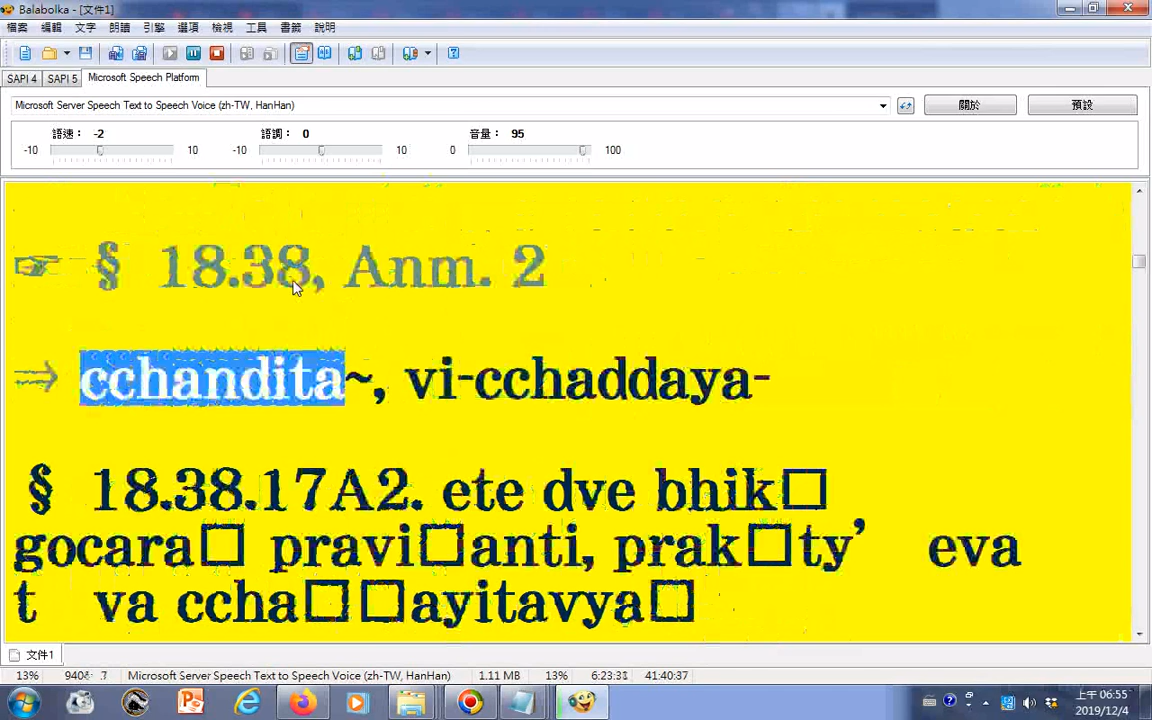 Balabolka - [文件1]
檔案 編輯 文字 朗讀 引擎 選項 檢視 工具 書籤 說明
SAPI 4 SAPI 5 Microsoft Speech Platform
Microsoft Server Speech Text to Speech Voice (zh-TW, HanHan) 關於 預設
語速： -2 語調： 0 音量： 95
-10 10 -10 10 0 100
☞ § 18.38, Anm. 2
⇒ cchandita~, vi-cchaddaya-
§ 18.38.17A2. ete dve bhik□
gocara□ pravi□anti, prak□ty’ eva
t va ccha□□ayitavya□
文件1
13% Microsoft Server Speech Text to Speech Voice (zh-TW, HanHan) 1.11 MB 13% 6:23:31 41:40:37
上午 06:55
2019/12/4